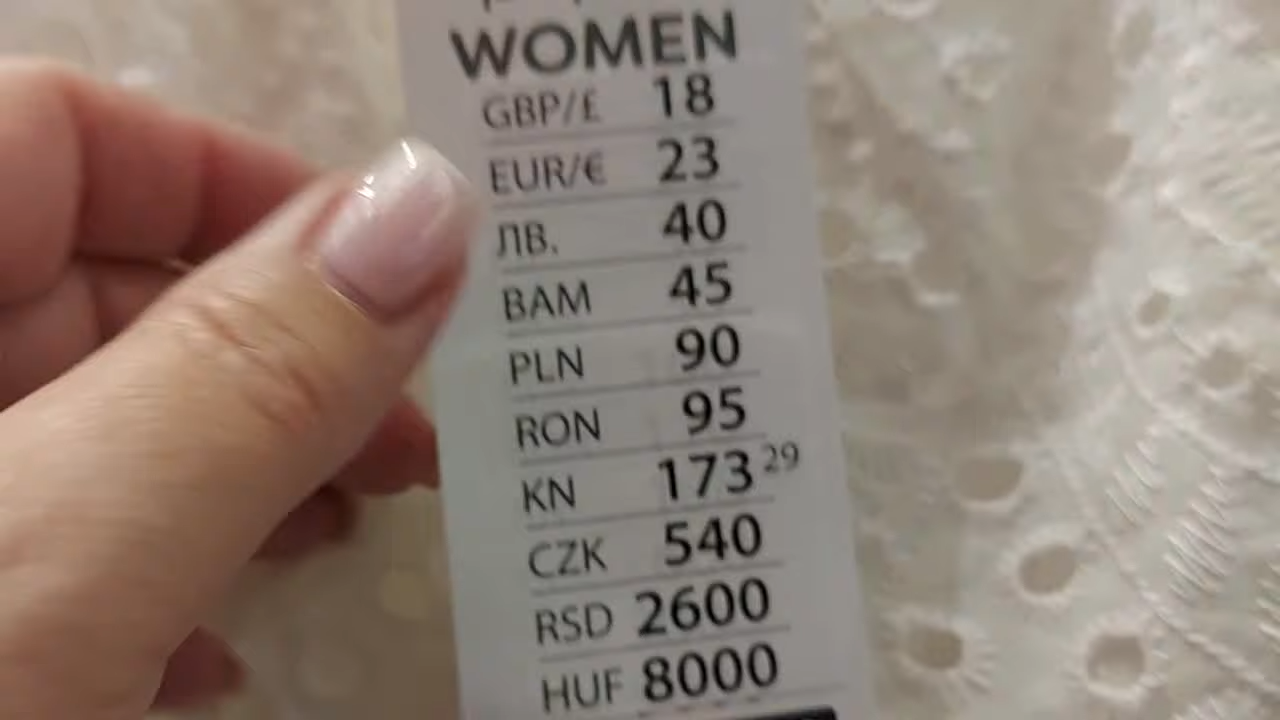 WOMEN
GBP/£ 18
EUR/€ 23
ЛВ. 40
BAM 45
PLN 90
RON 95
KN 173 29
CZK 540
RSD 2600
HUF 8000